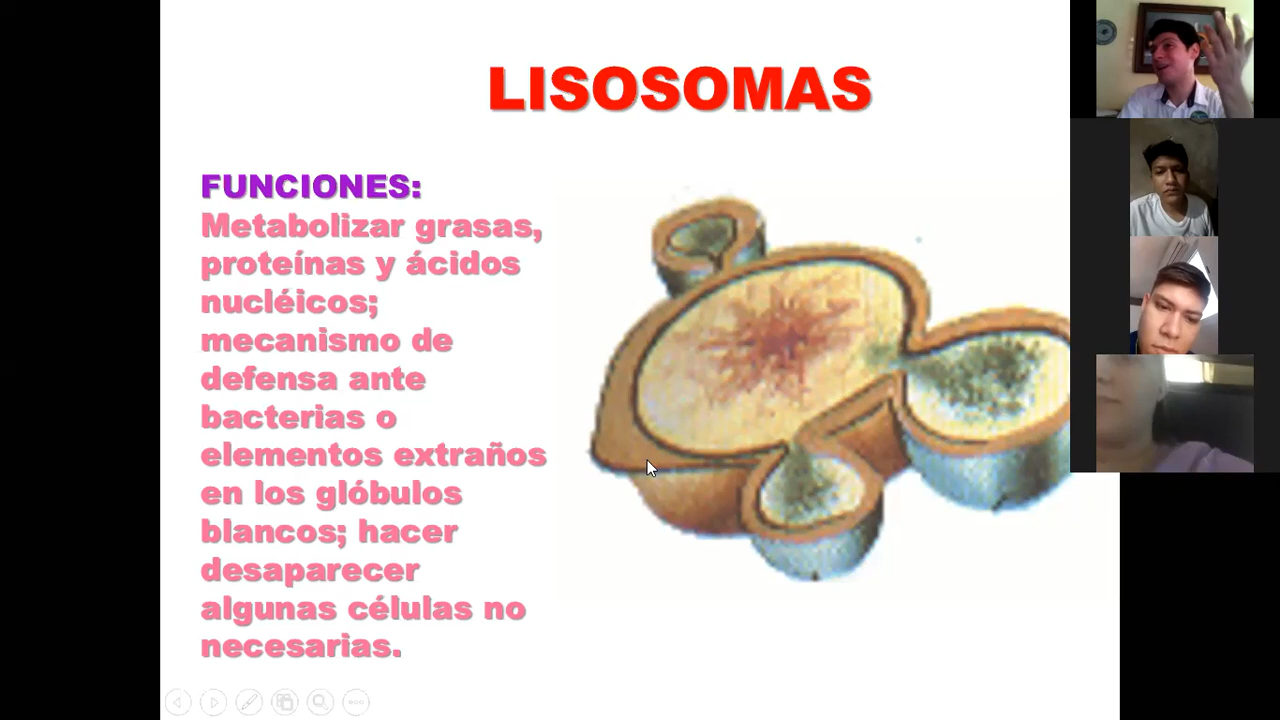 LISOSOMAS
FUNCIONES:
Metabolizar grasas,
proteínas y ácidos
nucléicos;
mecanismo de
defensa ante
bacterias o
elementos extraños
en los glóbulos
blancos; hacer
desaparecer
algunas células no
necesarias.